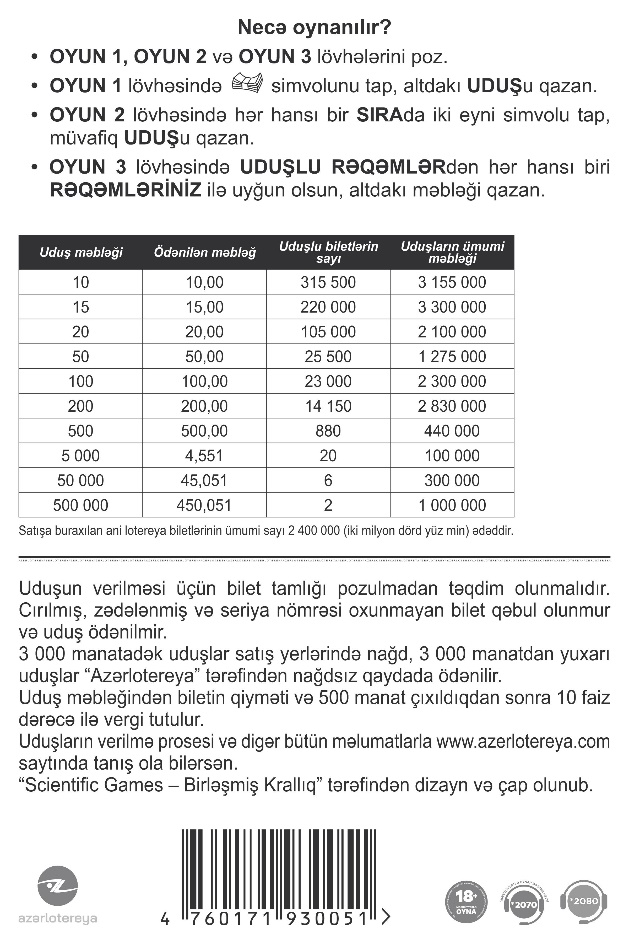 Necə oynanılır?
• OYUN 1, OYUN 2 və OYUN 3 lövhələrini poz.
• OYUN 1 lövhəsində simvolunu tap, altdakı UDUŞu qazan.
• OYUN 2 lövhəsində hər hansı bir SIRAda iki eyni simvolu tap,
müvafiq UDUŞu qazan.
• OYUN 3 lövhəsində UDUŞLU RƏQƏMLƏRdən hər hansı biri
RƏQƏMLƏRİNİZ ilə uyğun olsun, altdakı məbləği qazan.
Uduş məbləği Ödənilən məbləğ Uduşlu biletlərin sayı Uduşların ümumi məbləği
10 10,00 315 500 3 155 000
15 15,00 220 000 3 300 000
20 20,00 105 000 2 100 000
50 50,00 25 500 1 275 000
100 100,00 23 000 2 300 000
200 200,00 14 150 2 830 000
500 500,00 880 440 000
5 000 4,551 20 100 000
50 000 45,051 6 300 000
500 000 450,051 2 1 000 000
Satışa buraxılan ani lotereya biletlərinin ümumi sayı 2 400 000 (iki milyon dörd yüz min) ədəddir.
Uduşun verilməsi üçün bilet tamlığı pozulmadan təqdim olunmalıdır.
Cırılmış, zədələnmiş və seriya nömrəsi oxunmayan bilet qəbul olunmur
və uduş ödənilmir.
3 000 manatadək uduşlar satış yerlərində nağd, 3 000 manatdan yuxarı
uduşlar “Azərlotereya” tərəfindən nağdsız qaydada ödənilir.
Uduş məbləğindən biletin qiyməti və 500 manat çıxıldıqdan sonra 10 faiz
dərəcə ilə vergi tutulur.
Uduşların verilmə prosesi və digər bütün məlumatlarla www.azerlotereya.com
saytında tanış ola bilərsən.
“Scientific Games – Birləşmiş Krallıq” tərəfindən dizayn və çap olunub.
azərlotereya
4 760171 930051 >
18+
OYNA
*2070
*2080